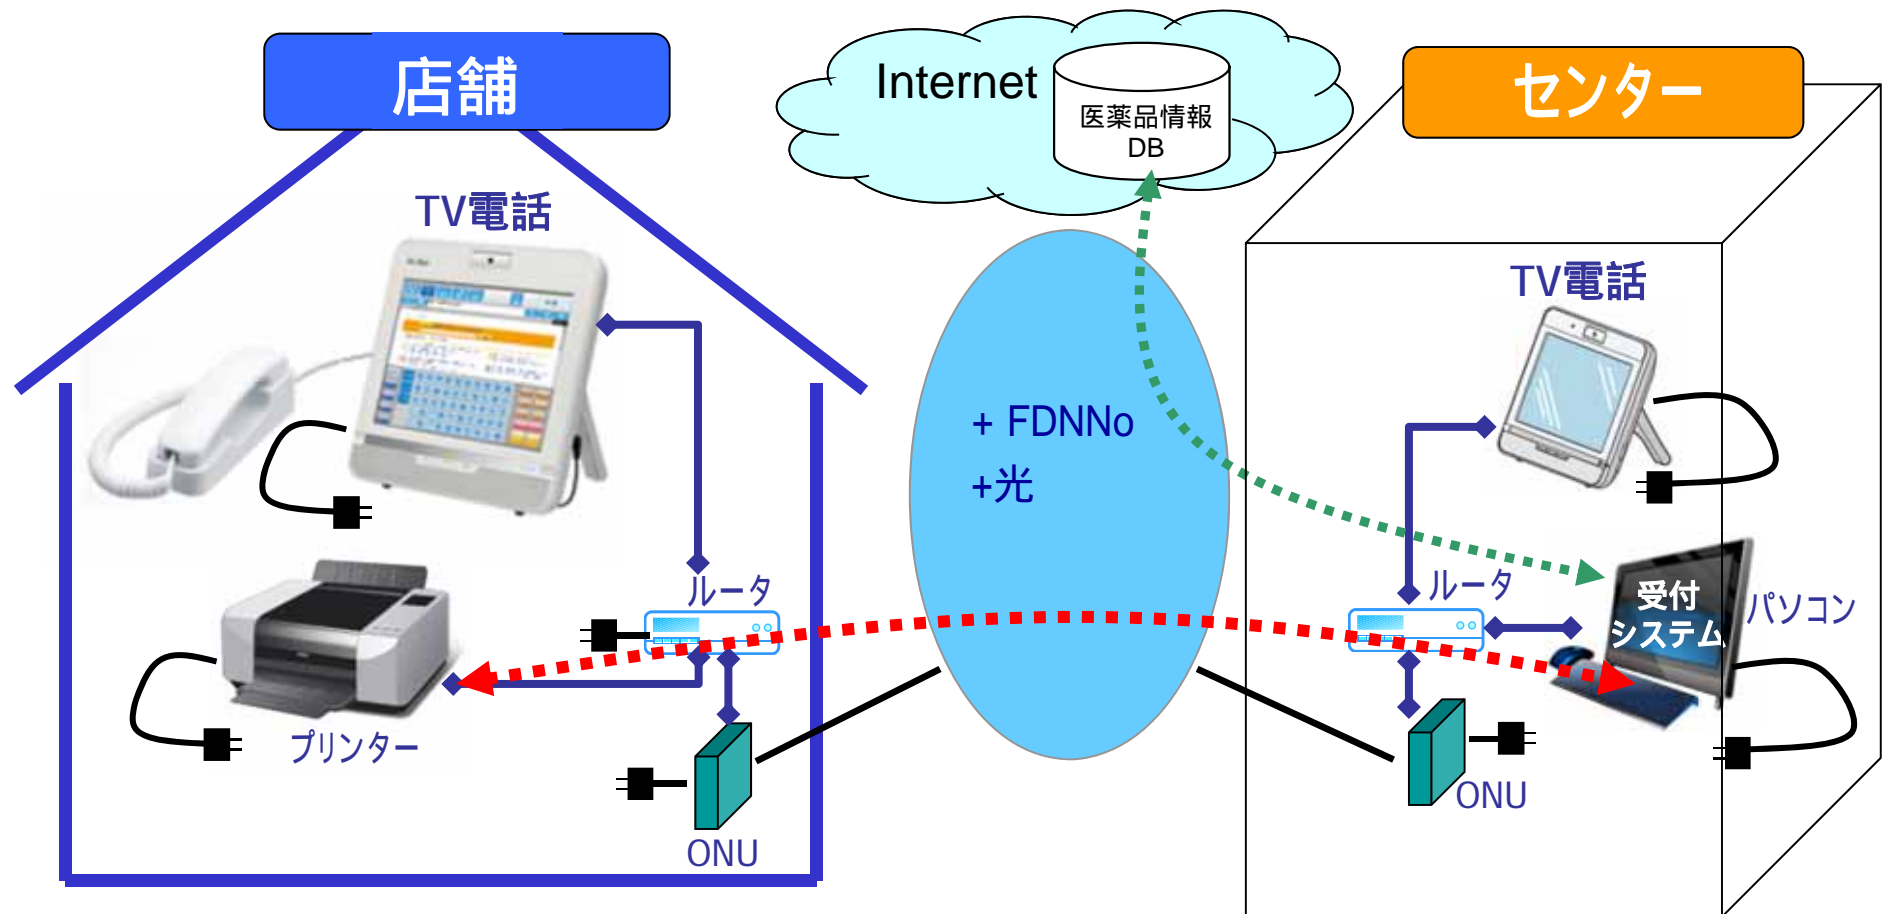 店舗
Internet
医薬品情報
DB
センター
TV電話
TV電話
+ FDNNo
+光
ルータ
ルータ
受付
システム
パソコン
プリンター
ONU
ONU